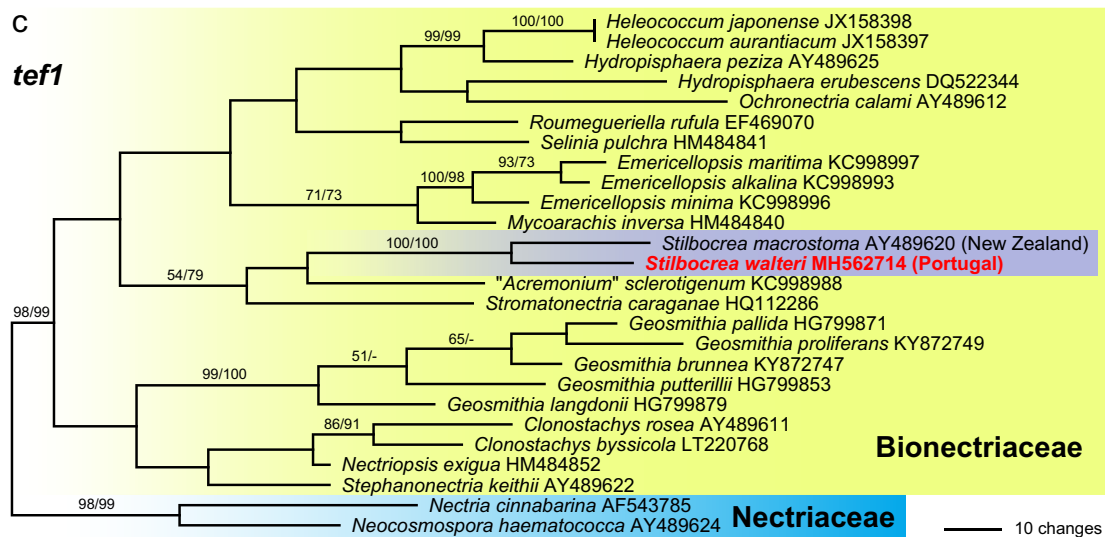 c
tef1
100/100
Heleococcum japonense JX158398
99/99
Heleococcum aurantiacum JX158397
Hydropisphaera peziza AY489625
Hydropisphaera erubescens DQ522344
Ochronectria calami AY489612
Roumegueriella rufula EF469070
Selinia pulchra HM484841
93/73
Emericellopsis maritima KC998997
100/98
Emericellopsis alkalina KC998993
71/73
Emericellopsis minima KC998996
Mycoarachis inversa HM484840
100/100
Stilbocrea macrostoma AY489620 (New Zealand)
Stilbocrea walteri MH562714 (Portugal)
54/79
"Acremonium" sclerotigenum KC998988
Stromatonectria caraganae HQ112286
98/99
Geosmithia pallida HG799871
65/-
Geosmithia proliferans KY872749
51/-
Geosmithia brunnea KY872747
99/100
Geosmithia putterillii HG799853
Geosmithia langdonii HG799879
86/91
Clonostachys rosea AY489611
Clonostachys byssicola LT220768
Bionectriaceae
Nectriopsis exigua HM484852
Stephanonectria keithii AY489622
98/99
Nectria cinnabarina AF543785
Nectriaceae
Neocosmospora haematococca AY489624
10 changes